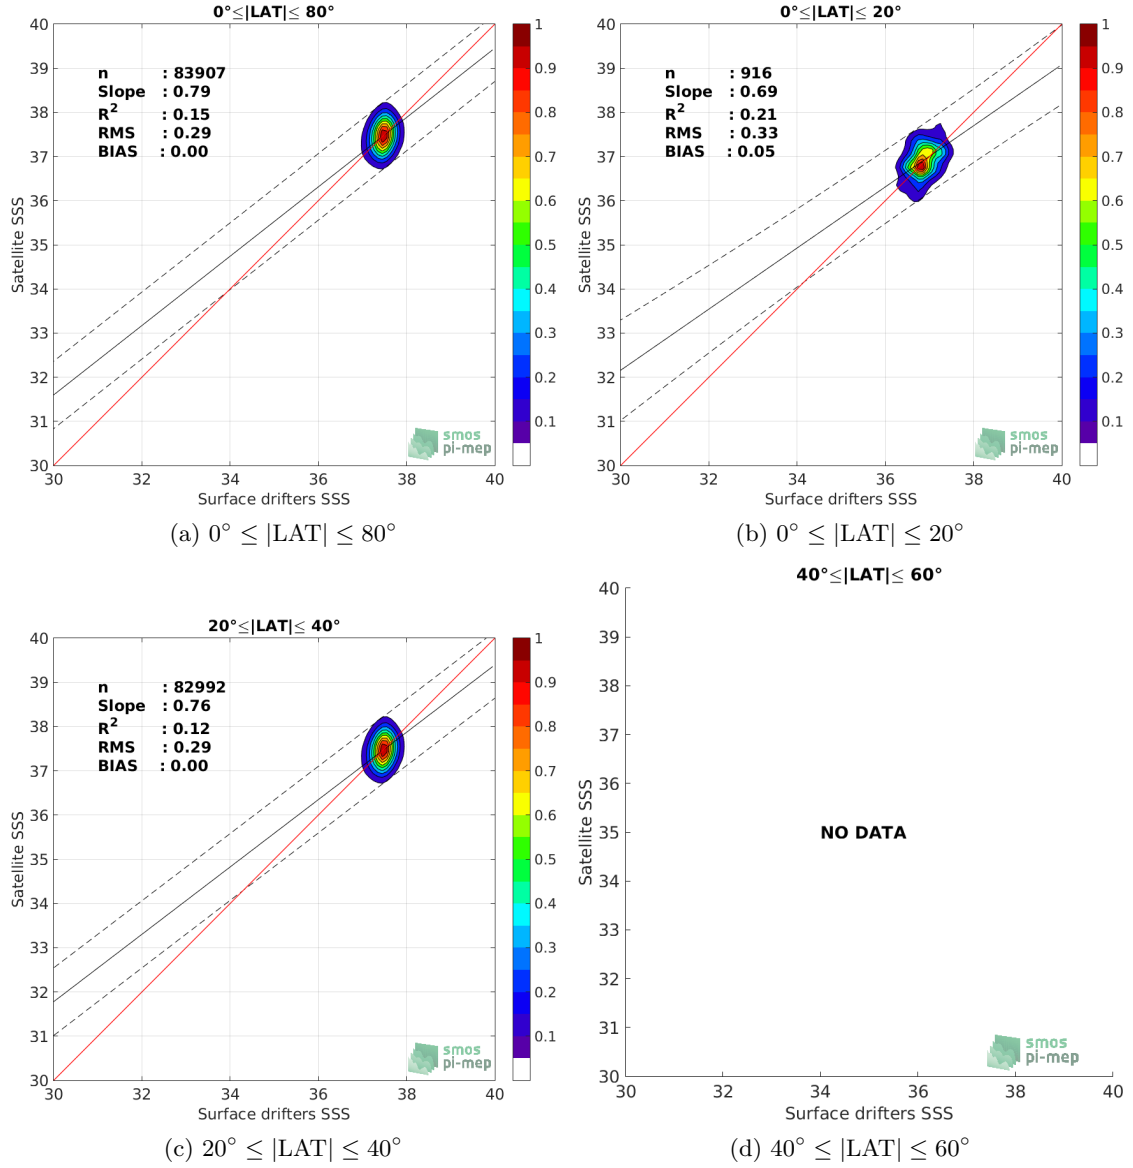 0°≤|LAT|≤ 80°
n : 83907
Slope : 0.79
R2 : 0.15
RMS : 0.29
BIAS : 0.00
40
39
38
37
36
35
34
33
32
31
30
30 32 34 36 38 40
Satellite SSS
Surface drifters SSS
1
0.9
0.8
0.7
0.6
0.5
0.4
0.3
0.2
0.1
smos
pi-mep
(a) 0° ≤ |LAT| ≤ 80°
0°≤|LAT|≤ 20°
n : 916
Slope : 0.69
R2 : 0.21
RMS : 0.33
BIAS : 0.05
40
39
38
37
36
35
34
33
32
31
30
30 32 34 36 38 40
Satellite SSS
Surface drifters SSS
1
0.9
0.8
0.7
0.6
0.5
0.4
0.3
0.2
0.1
smos
pi-mep
(b) 0° ≤ |LAT| ≤ 20°
20°≤|LAT|≤ 40°
n : 82992
Slope : 0.76
R2 : 0.12
RMS : 0.29
BIAS : 0.00
40
39
38
37
36
35
34
33
32
31
30
30 32 34 36 38 40
Satellite SSS
Surface drifters SSS
1
0.9
0.8
0.7
0.6
0.5
0.4
0.3
0.2
0.1
smos
pi-mep
(c) 20° ≤ |LAT| ≤ 40°
40°≤|LAT|≤ 60°
40
39
38
37
36
35
34
33
32
31
30
30 32 34 36 38 40
Satellite SSS
NO DATA
Surface drifters SSS
smos
pi-mep
(d) 40° ≤ |LAT| ≤ 60°